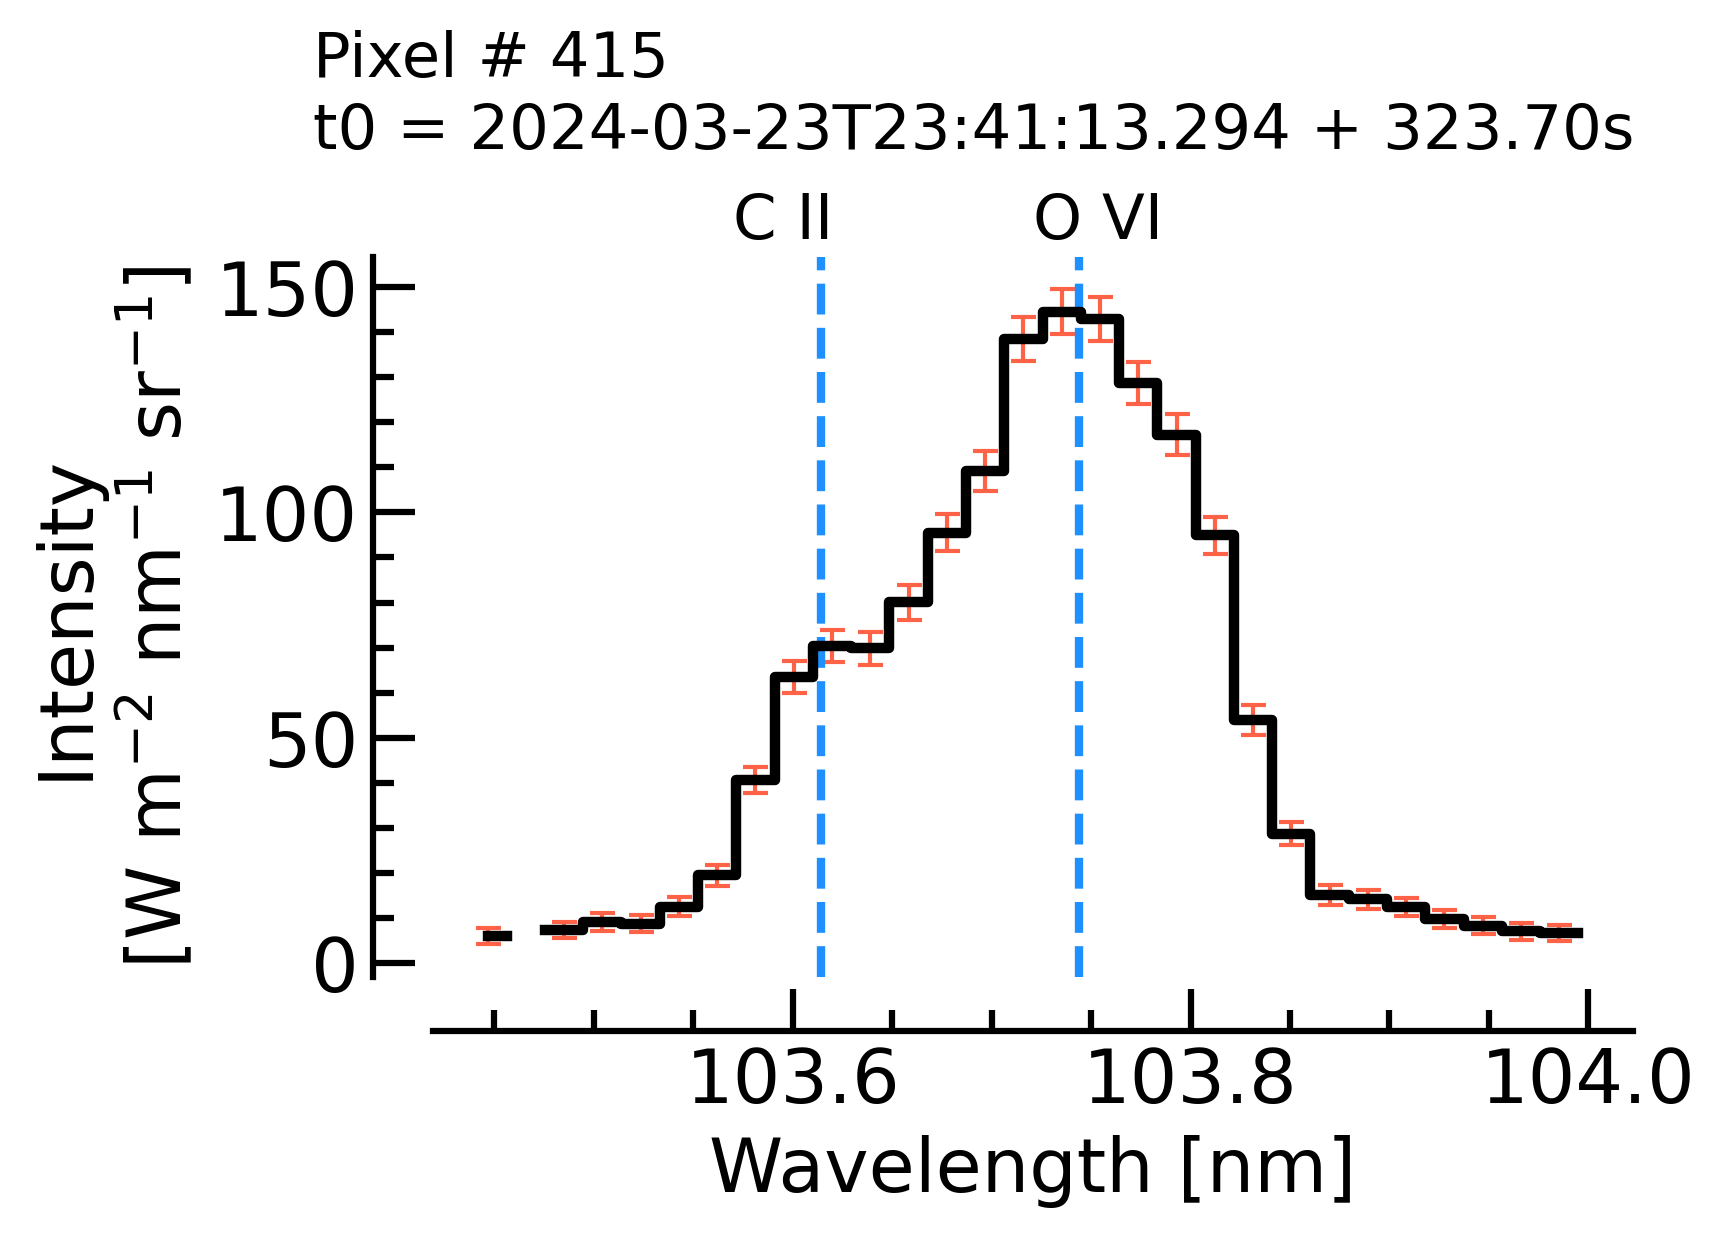 Pixel # 415
t0 = 2024-03-23T23:41:13.294 + 323.70s
C II
O VI
Intensity
[W m⁻² nm⁻¹ sr⁻¹]
150
100
50
0
103.6
103.8
104.0
Wavelength [nm]